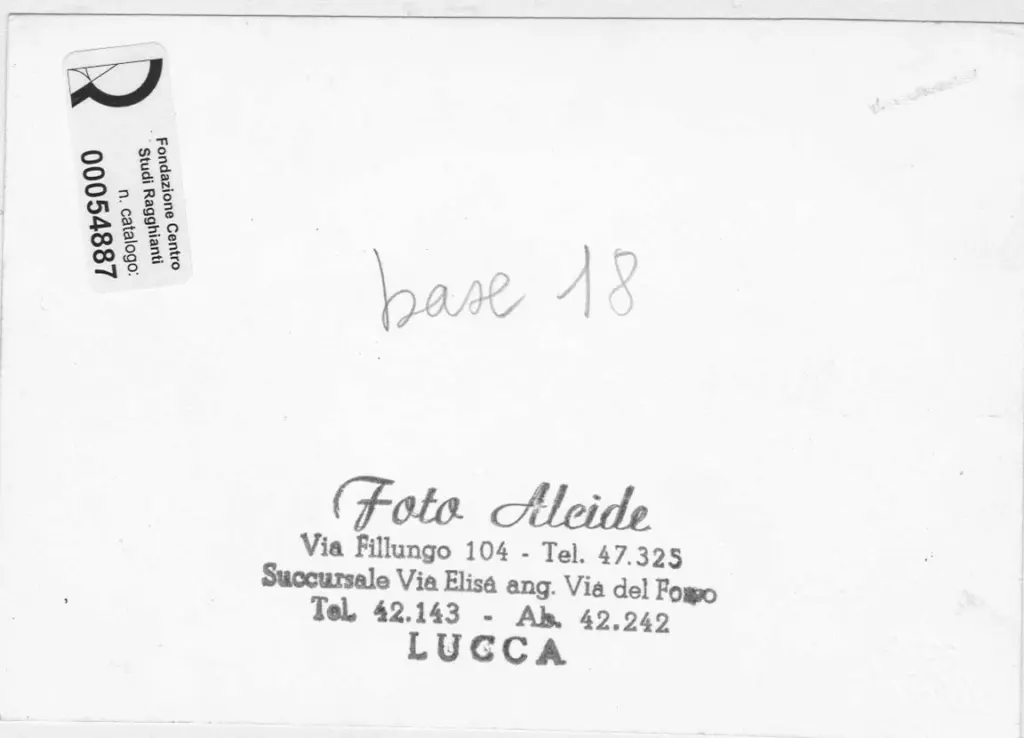 Fondazione Centro
Studi Ragghianti
n. catalogo:
00054887
base 18
Foto Alcide
Via Fillungo 104 - Tel. 47.325
Succursale Via Elisa ang. Via del Fosso
Tel. 42.143 - Ab. 42.242
LUCCA